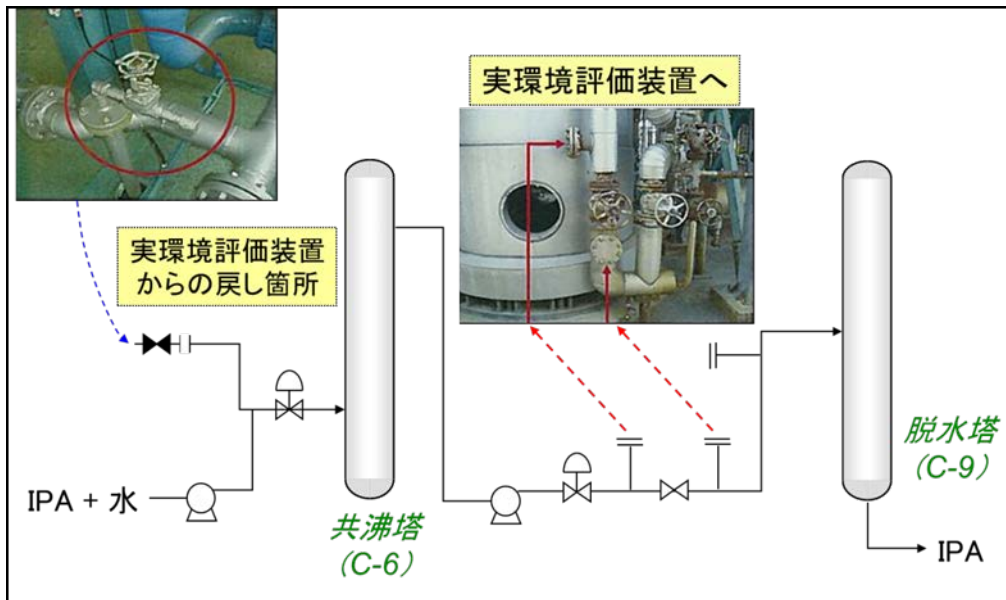 実環境評価装置へ
実環境評価装置
からの戻し箇所
IPA + 水
共沸塔
(C-6)
脱水塔
(C-9)
IPA